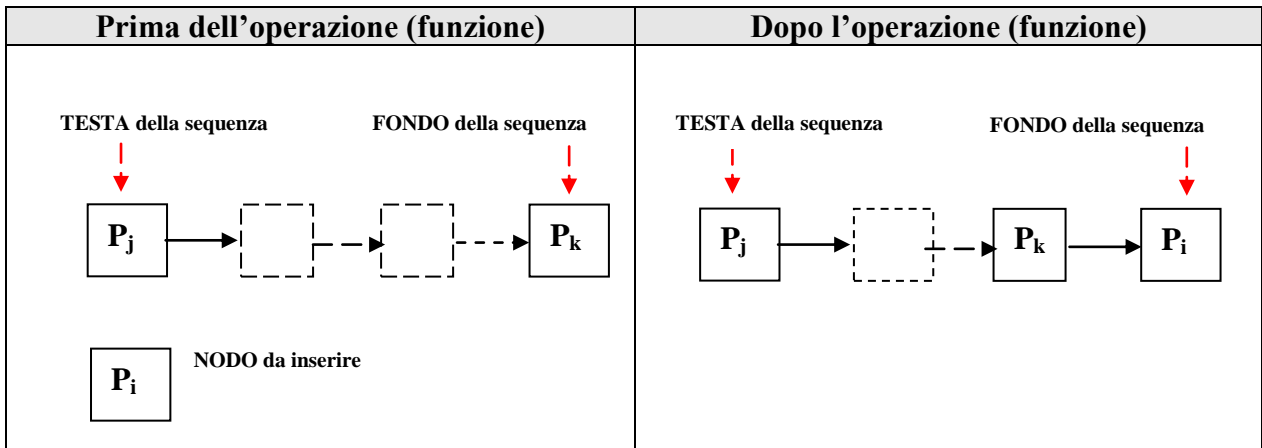 Prima dell’operazione (funzione)
TESTA della sequenza
FONDO della sequenza
Pj
Pk
Pi
NODO da inserire
Dopo l’operazione (funzione)
TESTA della sequenza
FONDO della sequenza
Pj
Pk
Pi